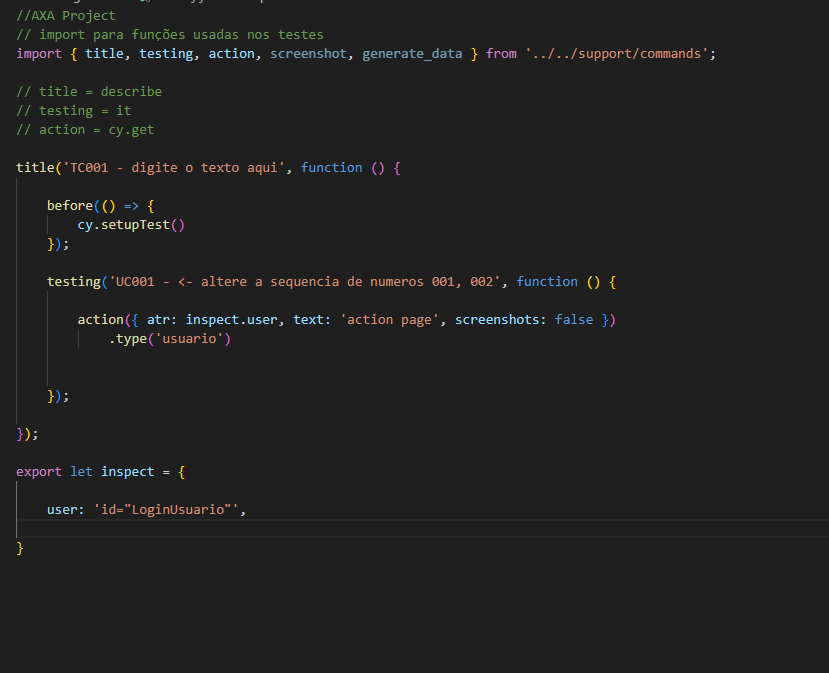 //AXA Project
// import para funções usadas nos testes
import { title, testing, action, screenshot, generate_data } from '../../support/commands';
// title = describe
// testing = it
// action = cy.get
title('TC001 - digite o texto aqui', function () {
before(() => {
cy.setupTest()
});
testing('UC001 - <- altere a sequencia de numeros 001, 002', function () {
action({ atr: inspect.user, text: 'action page', screenshots: false })
.type('usuario')
});
});
export let inspect = {
user: 'id="LoginUsuario"',
}